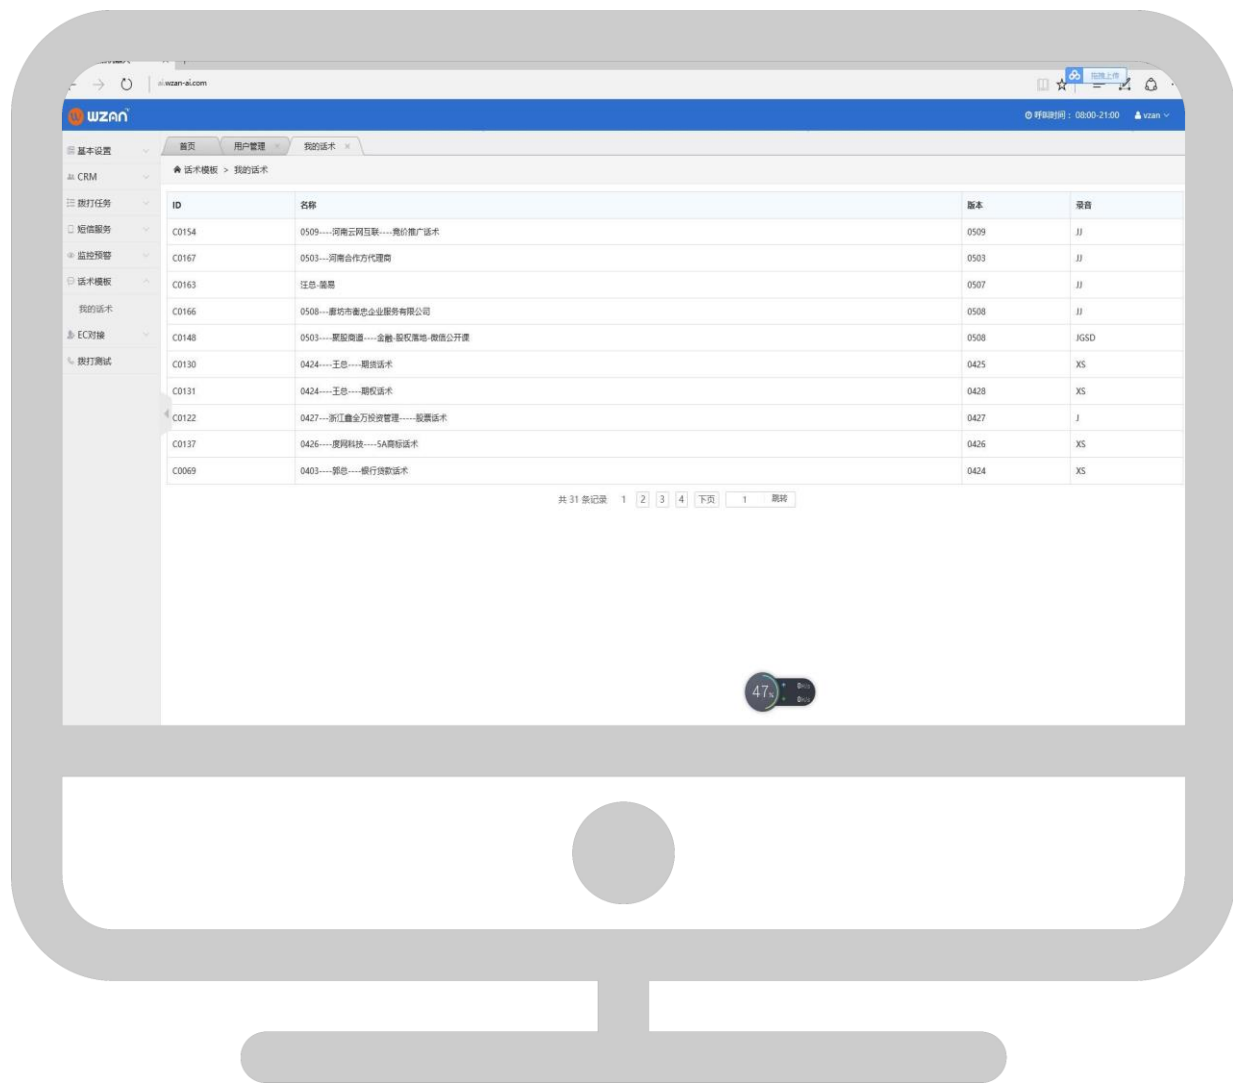 ai.wzan-ai.com
拖拽上传
WZAN
呼叫时间：08:00-21:00 vzan
基本设置
CRM
拨打任务
短信服务
监控预警
话术模板
我的话术
EC对接
拨打测试
首页 用户管理 我的话术
话术模板 > 我的话术
ID 名称 版本 录音
C0154 0509----河南云网互联----竞价推广话术 0509 JJ
C0167 0503---河南合作方代理商 0503 JJ
C0163 汪总-简易 0507 JJ
C0166 0508---廊坊市衡忠企业服务有限公司 0508 JJ
C0148 0503----聚股商道----金融-股权落地-微信公开课 0508 JGSD
C0130 0424----王总----期货话术 0425 XS
C0131 0424----王总----期权话术 0428 XS
C0122 0427---浙江鑫全万投资管理-----股票话术 0427 J
C0137 0426----度网科技----5A商标话术 0426 XS
C0069 0403----郭总----银行贷款话术 0424 XS
共 31 条记录 1 2 3 4 下页 1 跳转
47%